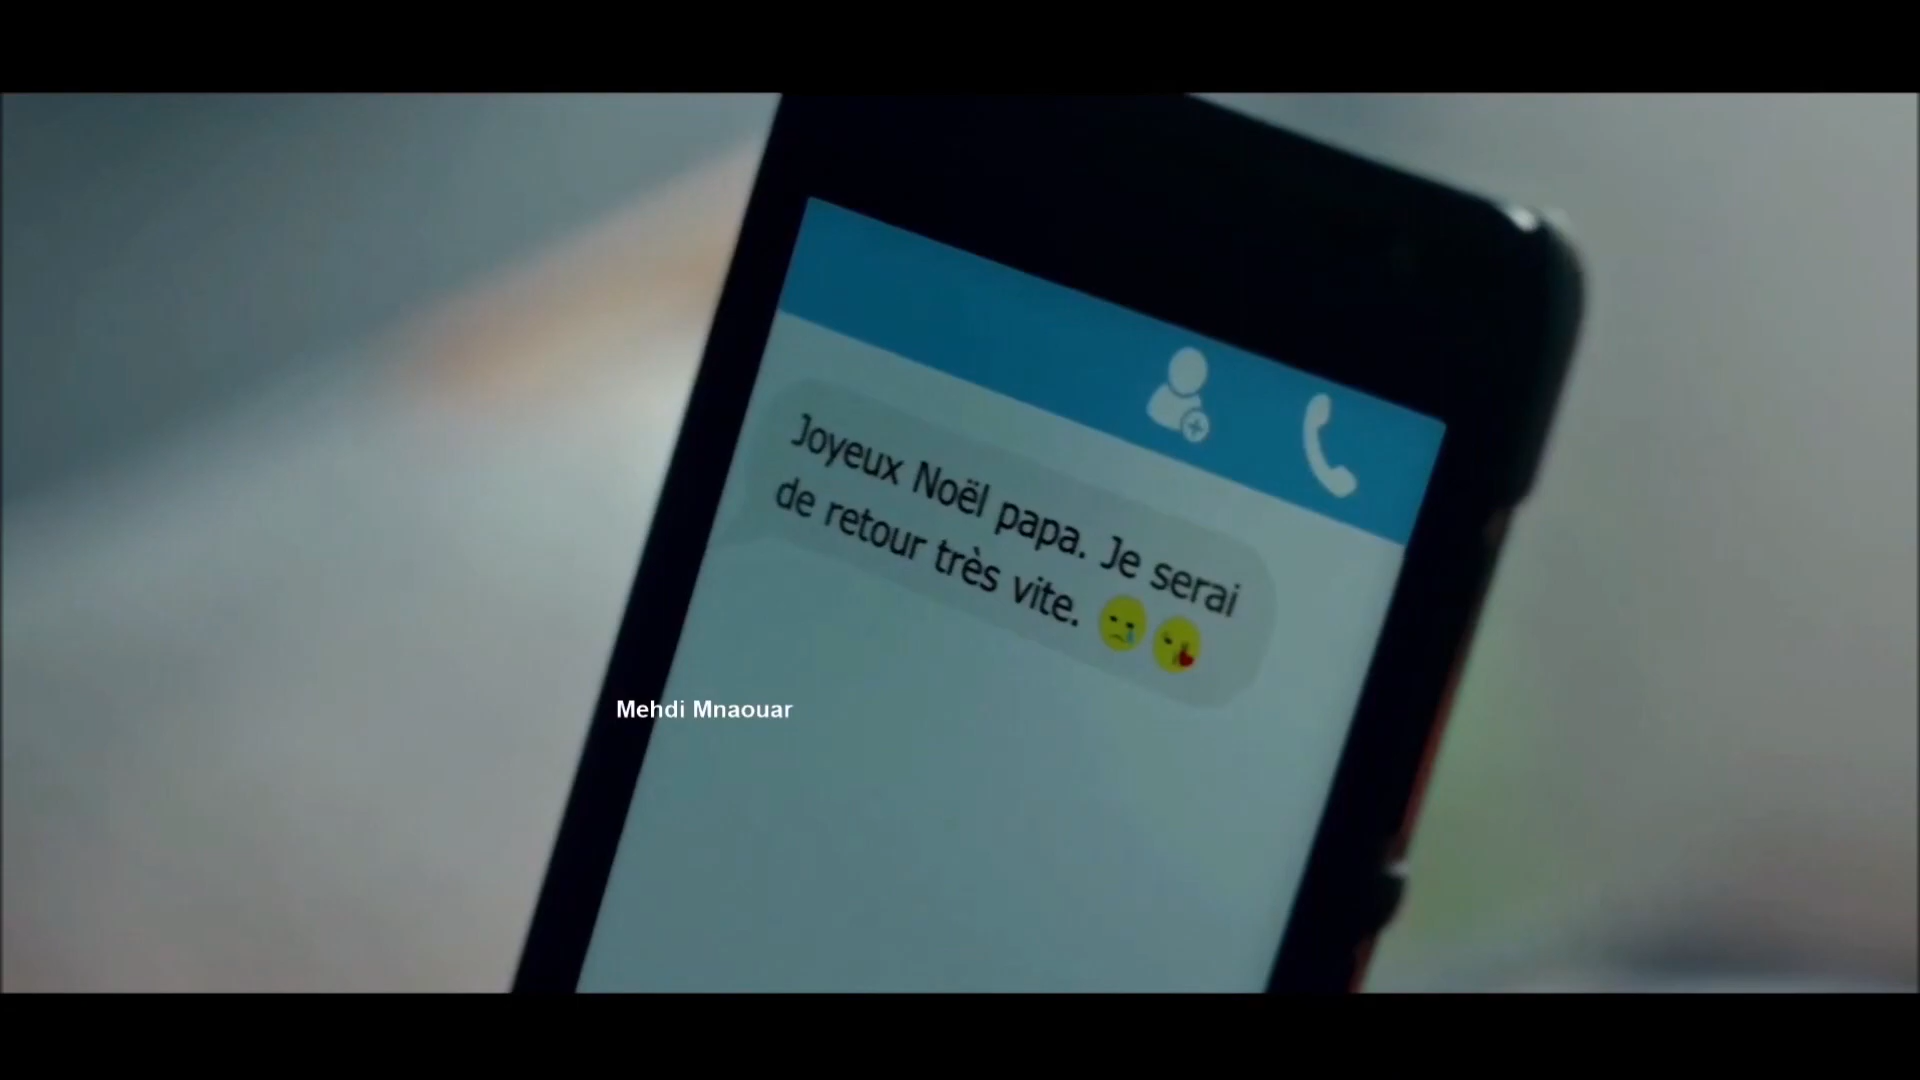 Joyeux Noël papa. Je serai
de retour très vite. 😢😘
Mehdi Mnaouar